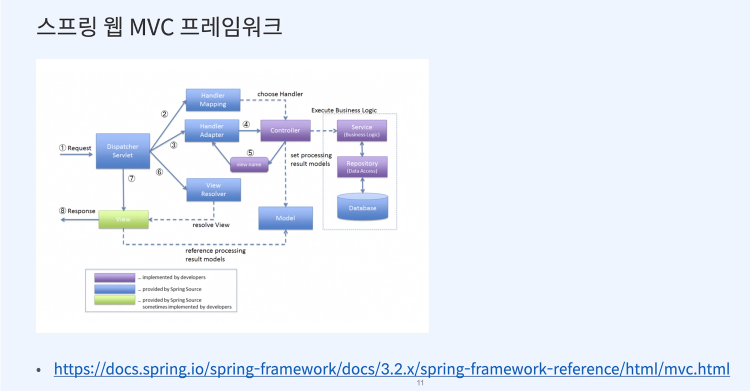 스프링 웹 MVC 프레임워크
Handler
Mapping
choose Handler
Execute Business Logic
②
Handler
Adapter
④
Controller
Service
(Business Logic)
① Request
Dispatcher
Servlet
③
⑤
view name
set processing
result models
Repository
(Data Access)
⑥
⑦
View
Resolver
Database
⑧ Response
View
resolve View
Model
reference processing
result models
... implemented by developers
... provided by Spring Source
... provided by Spring Source
sometimes implemented by developers
• https://docs.spring.io/spring-framework/docs/3.2.x/spring-framework-reference/html/mvc.html
11